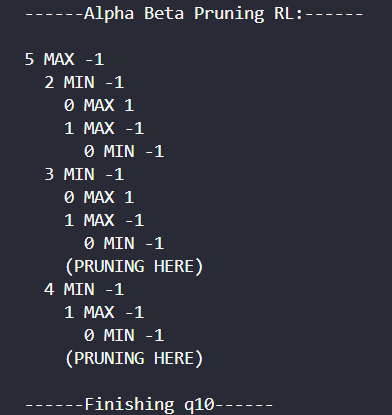 ------Alpha Beta Pruning RL:------
5 MAX -1
2 MIN -1
0 MAX 1
1 MAX -1
0 MIN -1
3 MIN -1
0 MAX 1
1 MAX -1
0 MIN -1
(PRUNING HERE)
4 MIN -1
1 MAX -1
0 MIN -1
(PRUNING HERE)
------Finishing q10------